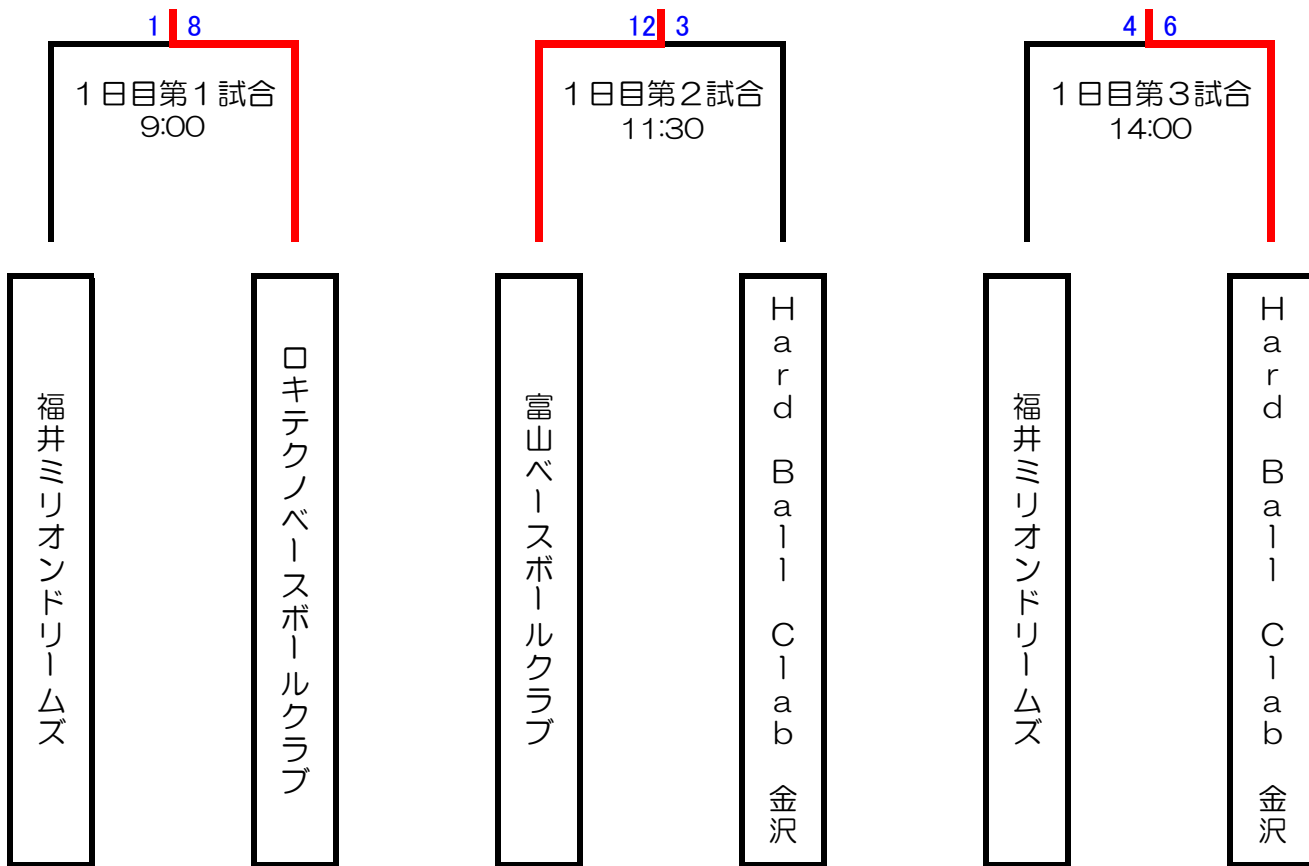 1 8
12 3
4 6
1日目第1試合
9:00
1日目第2試合
11:30
1日目第3試合
14:00
福井ミリオンドリームズ
ロキテクノベースボールクラブ
富山ベースボールクラブ
Hard Ball Clab 金沢
福井ミリオンドリームズ
Hard Ball Clab 金沢